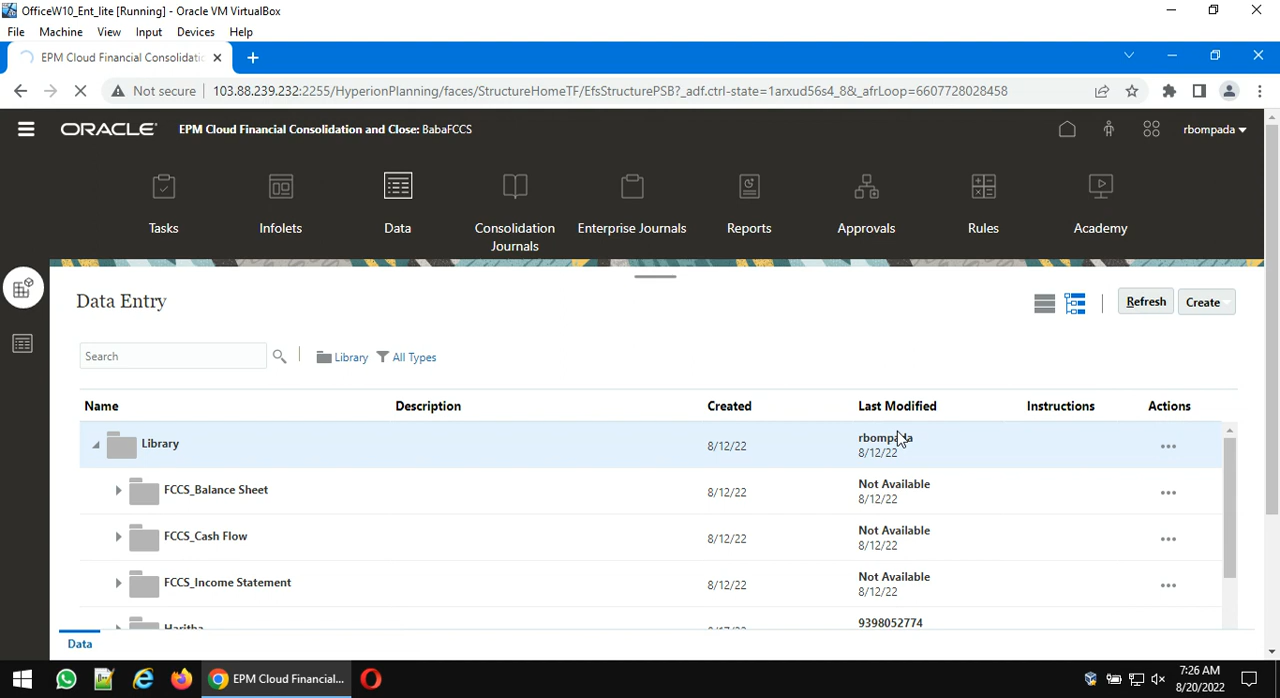 OfficeW10_Ent_lite [Running] - Oracle VM VirtualBox
File Machine View Input Devices Help
EPM Cloud Financial Consolidatic
Not secure 103.88.239.232:2255/HyperionPlanning/faces/StructureHomeTF/EfsStructurePSB?_adf.ctrl-state=1arxud56s4_8&_afrLoop=6607728028458
ORACLE® EPM Cloud Financial Consolidation and Close: BabaFCCS rbompada
Tasks Infolets Data Consolidation Journals Enterprise Journals Reports Approvals Rules Academy
Data Entry Refresh Create
Search Library All Types
Name Description Created Last Modified Instructions Actions
Library 8/12/22 rbompada 8/12/22
FCCS_Balance Sheet 8/12/22 Not Available 8/12/22
FCCS_Cash Flow 8/12/22 Not Available 8/12/22
FCCS_Income Statement 8/12/22 Not Available 8/12/22
Haritha 8/17/22 9398052774
Data
EPM Cloud Financial... 7:26 AM
8/20/2022